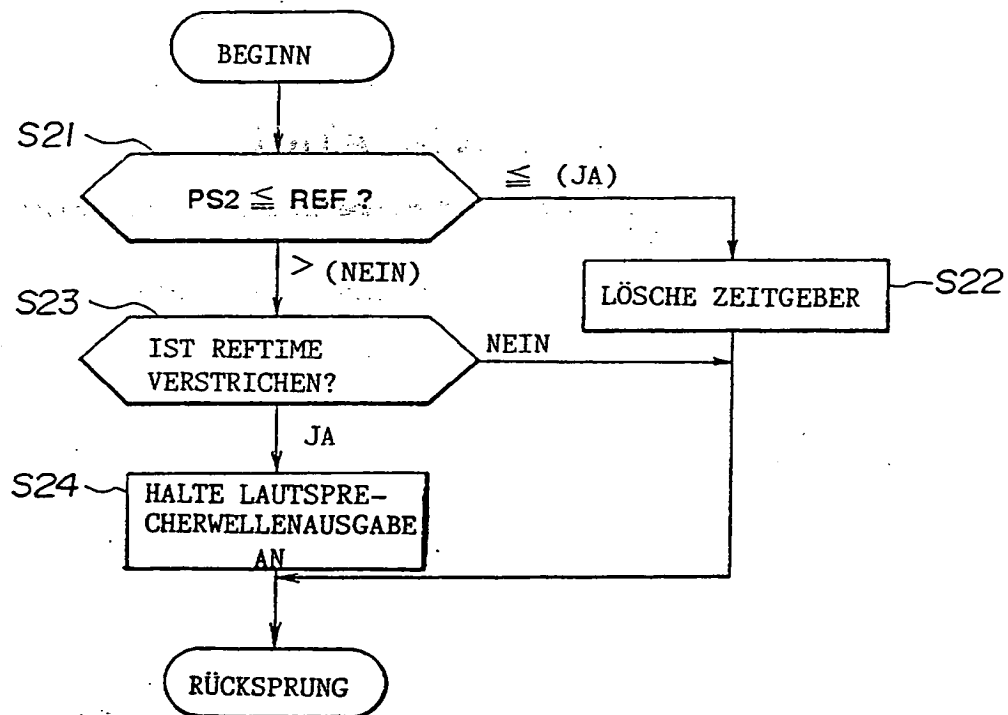 BEGINN
S21
PS2 ≦ REF ?
≦ (JA)
> (NEIN)
LÖSCHE ZEITGEBER
S22
S23
IST REFTIME
VERSTRICHEN?
NEIN
JA
S24
HALTE LAUTSPRE-
CHERWELLENAUSGABE
AN
RÜCKSPRUNG